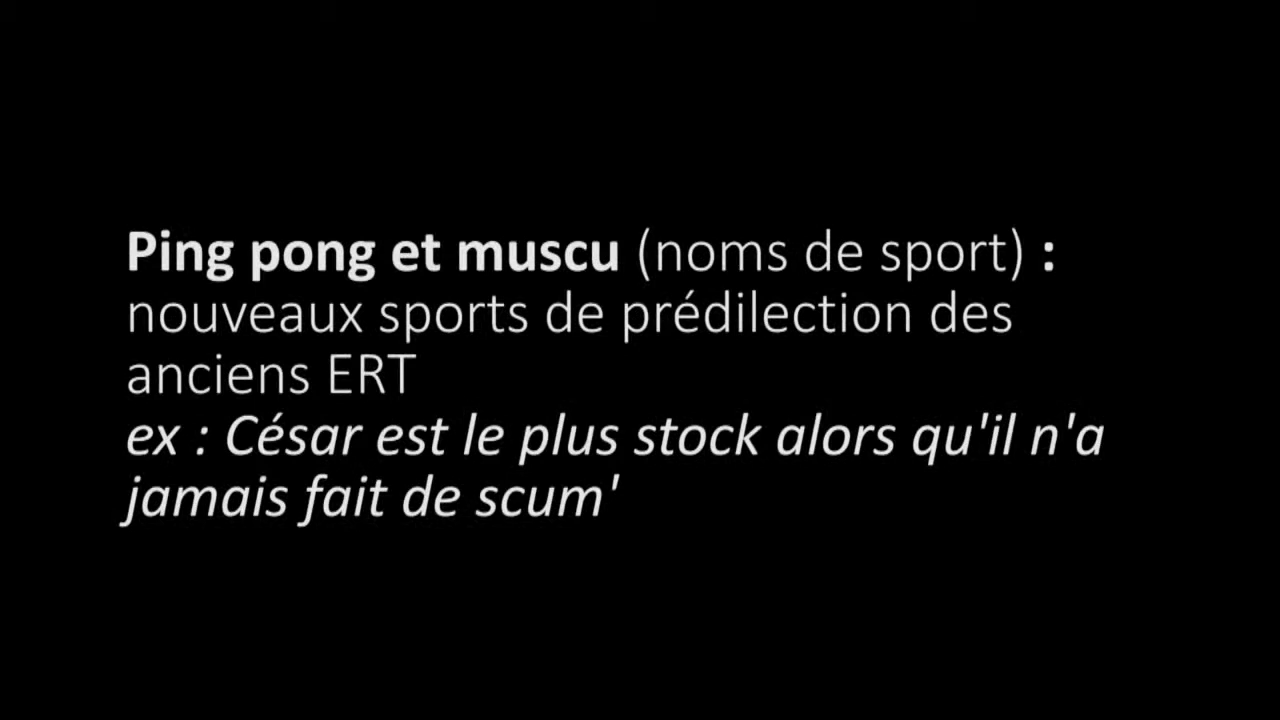 Ping pong et muscu (noms de sport) :
nouveaux sports de prédilection des
anciens ERT
ex : César est le plus stock alors qu'il n'a
jamais fait de scum'